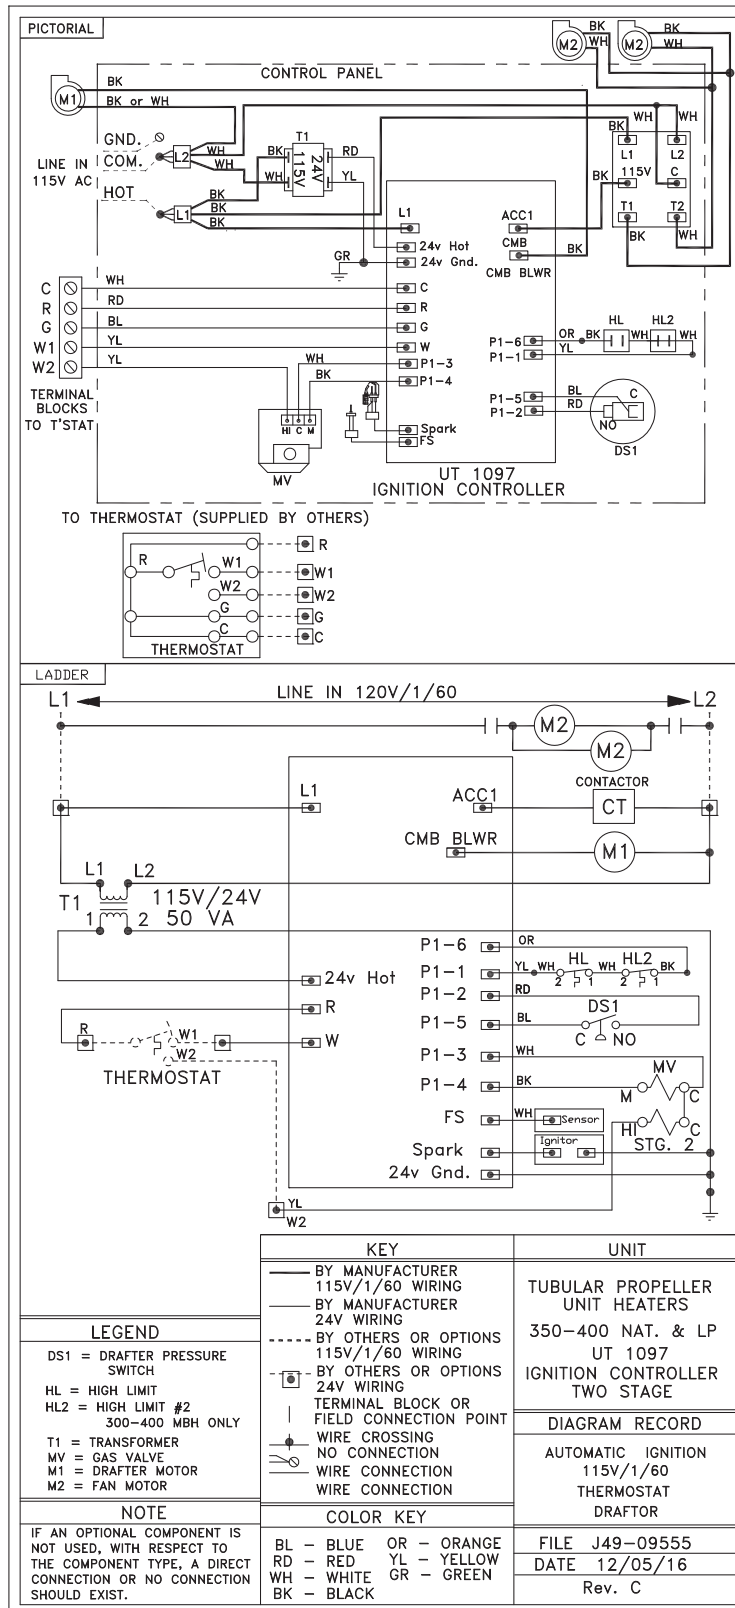 PICTORIAL
BK
WH
M2
BK
WH
M2
CONTROL PANEL
M1
BK
BK or WH
GND.
COM.
LINE IN
115V AC
HOT
L2
WH
WH
L1
BK
BK
BK
T1
BK
WH
115V
24V
RD
YL
GR
WH
WH
BK
L1
L2
115V
C
T1
T2
BK
WH
BK
BK
L1
24v Hot
24v Gnd.
ACC1
CMB
CMB BLWR
C
WH
C
R
RD
R
G
BL
G
W1
YL
W
W2
YL
WH
P1-3
BK
P1-4
TERMINAL
BLOCKS
TO T'STAT
HI C M
MV
Spark
FS
P1-6
OR
BK
HL
WH
HL2
WH
P1-1
YL
P1-5
BL
P1-2
RD
C
NO
DS1
UT 1097
IGNITION CONTROLLER
TO THERMOSTAT (SUPPLIED BY OTHERS)
R
R
W1
W1
W2
W2
G
G
C
C
THERMOSTAT
LADDER
L1
LINE IN 120V/1/60
L2
M2
M2
CONTACTOR
L1
ACC1
CT
CMB BLWR
M1
L1
L2
T1
1
2
115V/24V
50 VA
24v Hot
R
W
R
W1
W2
THERMOSTAT
P1-6
OR
P1-1
YL
WH
HL
2
1
WH
HL2
2
1
BK
P1-2
RD
P1-5
BL
DS1
C
NO
P1-3
WH
P1-4
BK
MV
M
C
FS
WH
Sensor
HI
C
STG. 2
Spark
Ignitor
24v Gnd.
YL
W2
KEY
BY MANUFACTURER
115V/1/60 WIRING
BY MANUFACTURER
24V WIRING
BY OTHERS OR OPTIONS
115V/1/60 WIRING
BY OTHERS OR OPTIONS
24V WIRING
TERMINAL BLOCK OR
FIELD CONNECTION POINT
WIRE CROSSING
NO CONNECTION
WIRE CONNECTION
WIRE CONNECTION
UNIT
TUBULAR PROPELLER
UNIT HEATERS
350-400 NAT. & LP
UT 1097
IGNITION CONTROLLER
TWO STAGE
LEGEND
DS1 = DRAFTER PRESSURE
SWITCH
HL = HIGH LIMIT
HL2 = HIGH LIMIT #2
300-400 MBH ONLY
T1 = TRANSFORMER
MV = GAS VALVE
M1 = DRAFTER MOTOR
M2 = FAN MOTOR
DIAGRAM RECORD
AUTOMATIC IGNITION
115V/1/60
THERMOSTAT
DRAFTOR
NOTE
IF AN OPTIONAL COMPONENT IS
NOT USED, WITH RESPECT TO
THE COMPONENT TYPE, A DIRECT
CONNECTION OR NO CONNECTION
SHOULD EXIST.
COLOR KEY
BL - BLUE OR - ORANGE
RD - RED YL - YELLOW
WH - WHITE GR - GREEN
BK - BLACK
FILE J49-09555
DATE 12/05/16
Rev. C